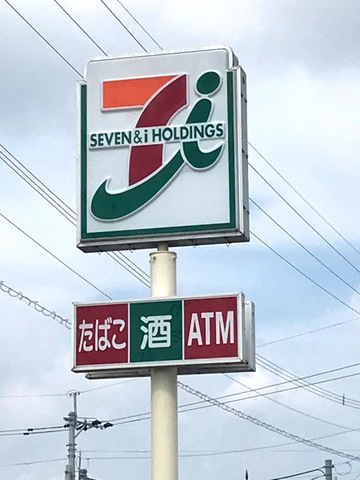 SEVEN & i HOLDINGS
たばこ 酒 ATM